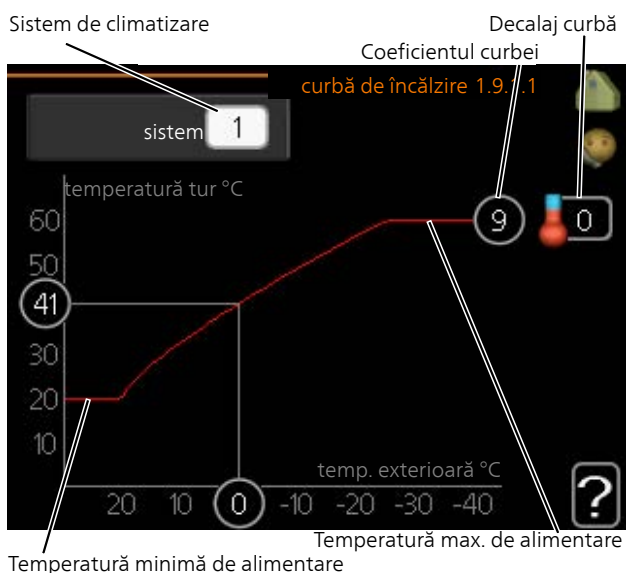 Sistem de climatizare
Decalaj curbă
Coeficientul curbei
curbă de încălzire 1.9.1.1
sistem 1
temperatură tur °C
60
9
0
50
41
30
20
10
temp. exterioară °C
20 10 0 -10 -20 -30 -40
?
Temperatură max. de alimentare
Temperatură minimă de alimentare